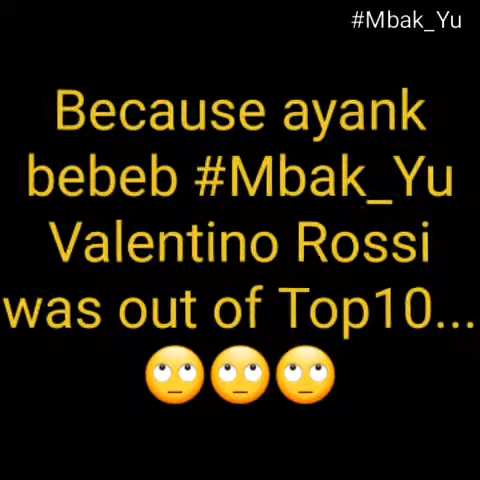 #Mbak_Yu
Because ayank
bebeb #Mbak_Yu
Valentino Rossi
was out of Top10...
🙄🙄🙄